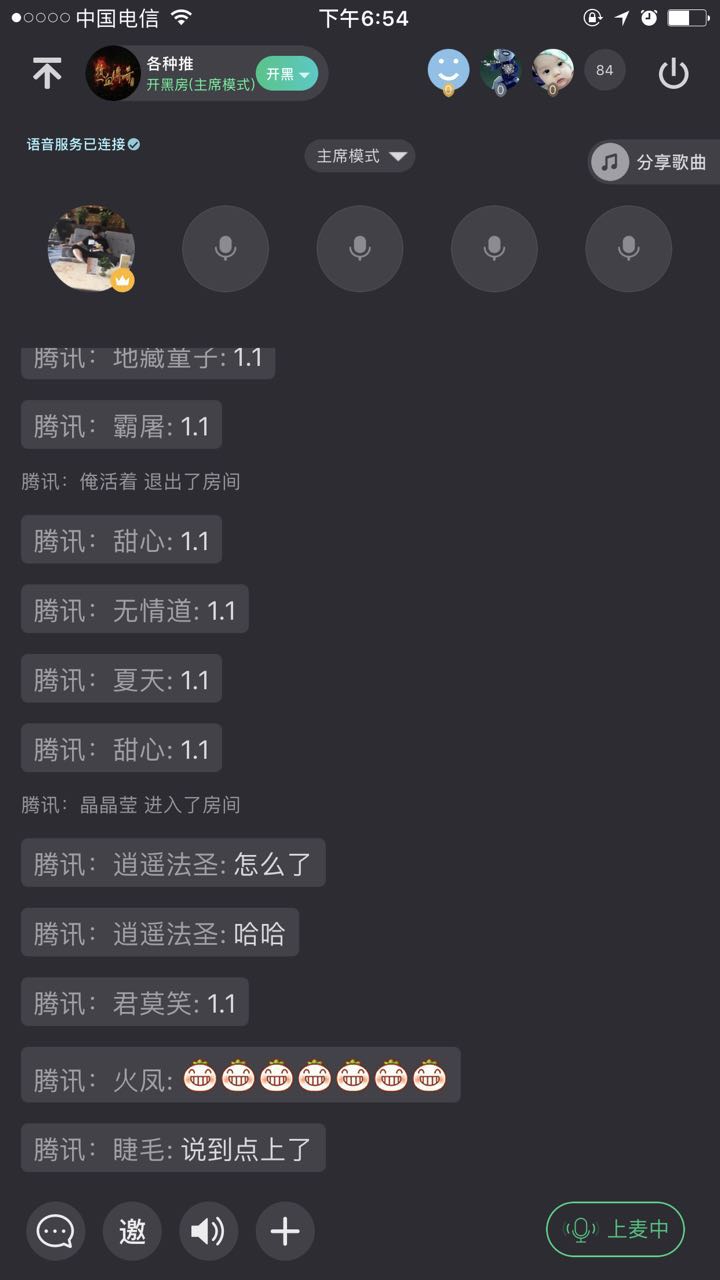 中国电信 下午6:54
各种推
开黑房(主席模式) 开黑 84
语音服务已连接
主席模式
分享歌曲
腾讯：地藏童子: 1.1
腾讯：霸屠: 1.1
腾讯：俺活着 退出了房间
腾讯：甜心: 1.1
腾讯：无情道: 1.1
腾讯：夏天: 1.1
腾讯：甜心: 1.1
腾讯：晶晶莹 进入了房间
腾讯：逍遥法圣: 怎么了
腾讯：逍遥法圣: 哈哈
腾讯：君莫笑: 1.1
腾讯：火凤:
腾讯：睫毛: 说到点上了
邀 上麦中